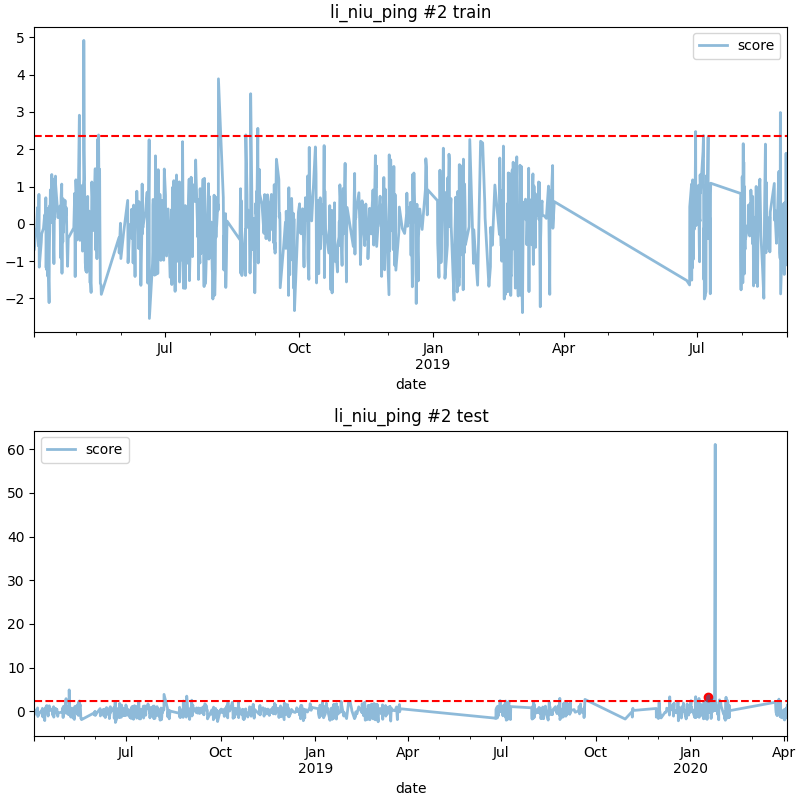 li_niu_ping #2 train
score
5
4
3
2
1
0
−1
−2
Jul Oct Jan Apr Jul
2019
date
li_niu_ping #2 test
score
60
50
40
30
20
10
0
Jul Oct Jan Apr Jul Oct Jan Apr
2019 2020
date